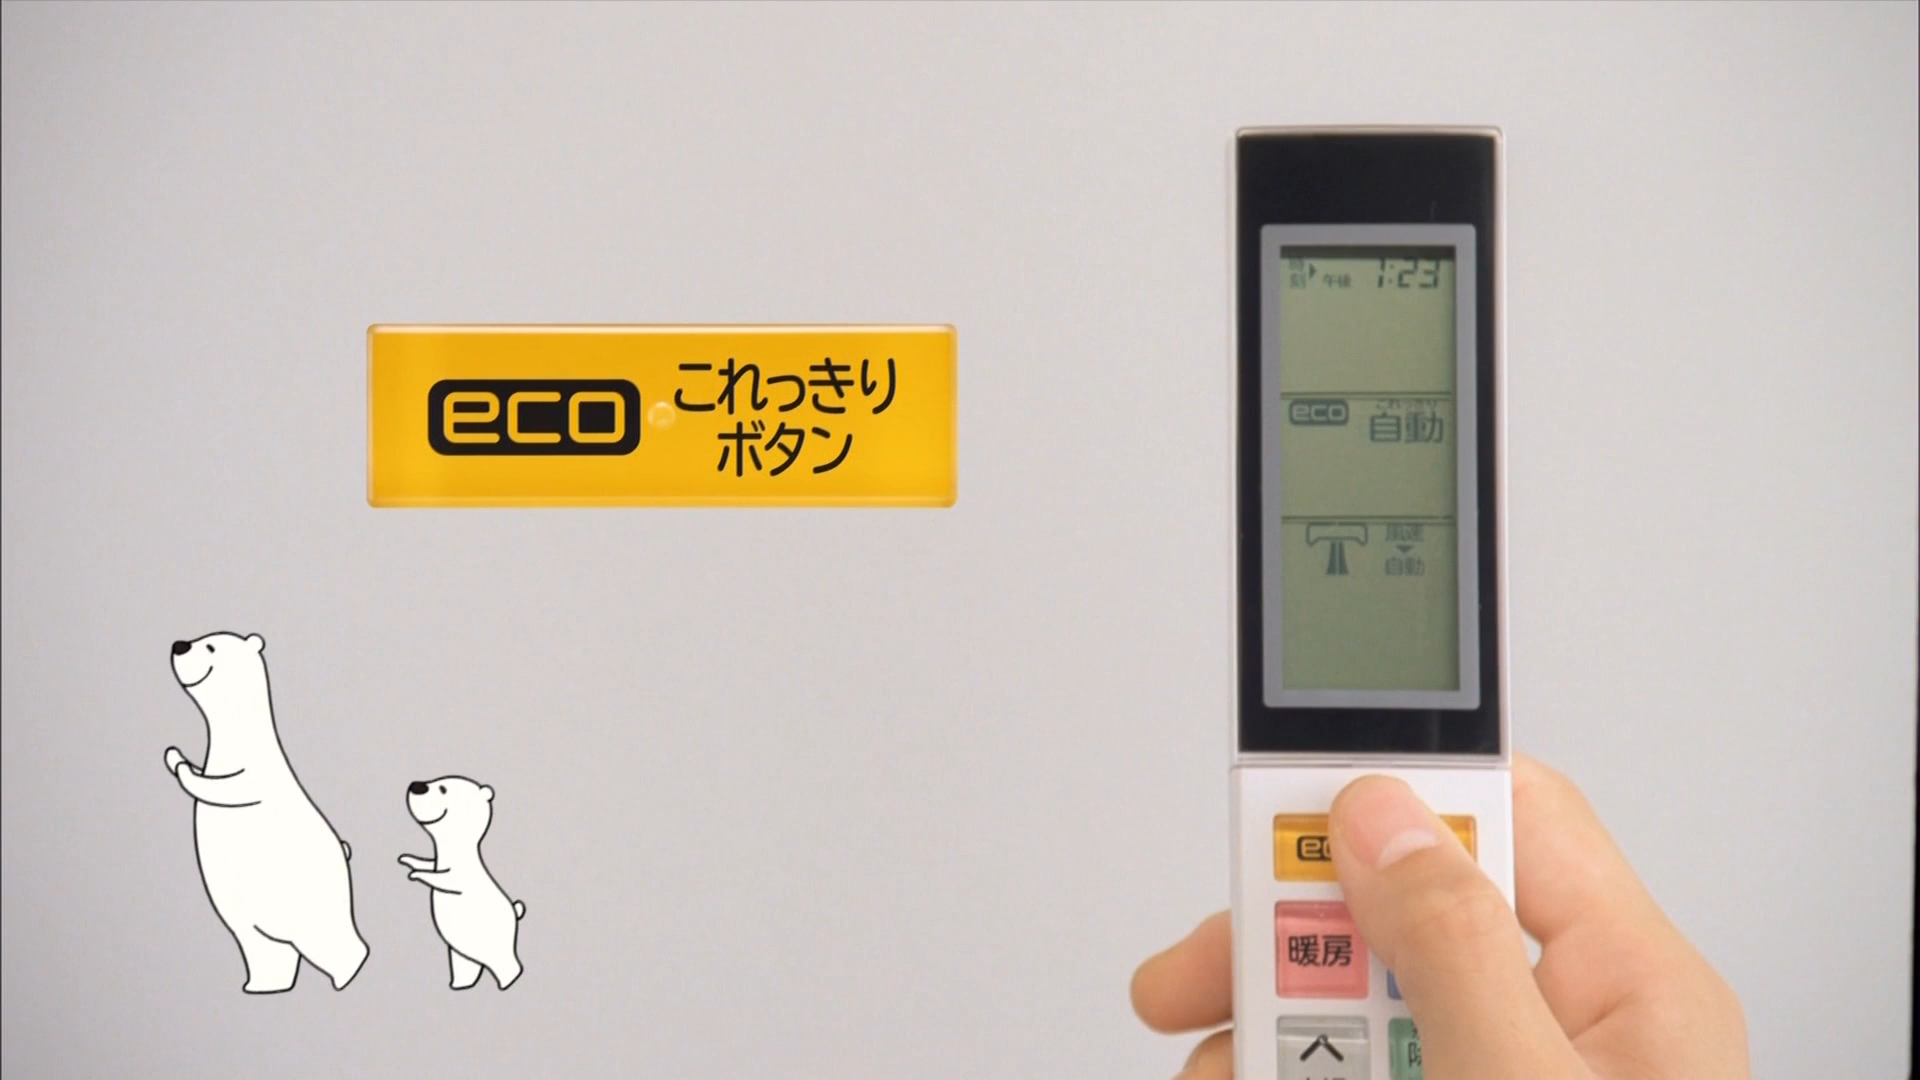 eco これっきり
ボタン
時刻 午後 1:23
eco これっきり
自動
風速
自動
暖房